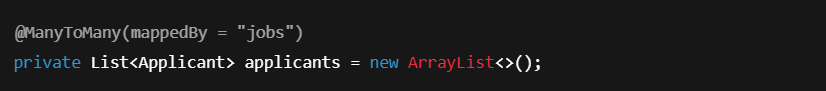 @ManyToMany(mappedBy = "jobs")
private List<Applicant> applicants = new ArrayList<>();